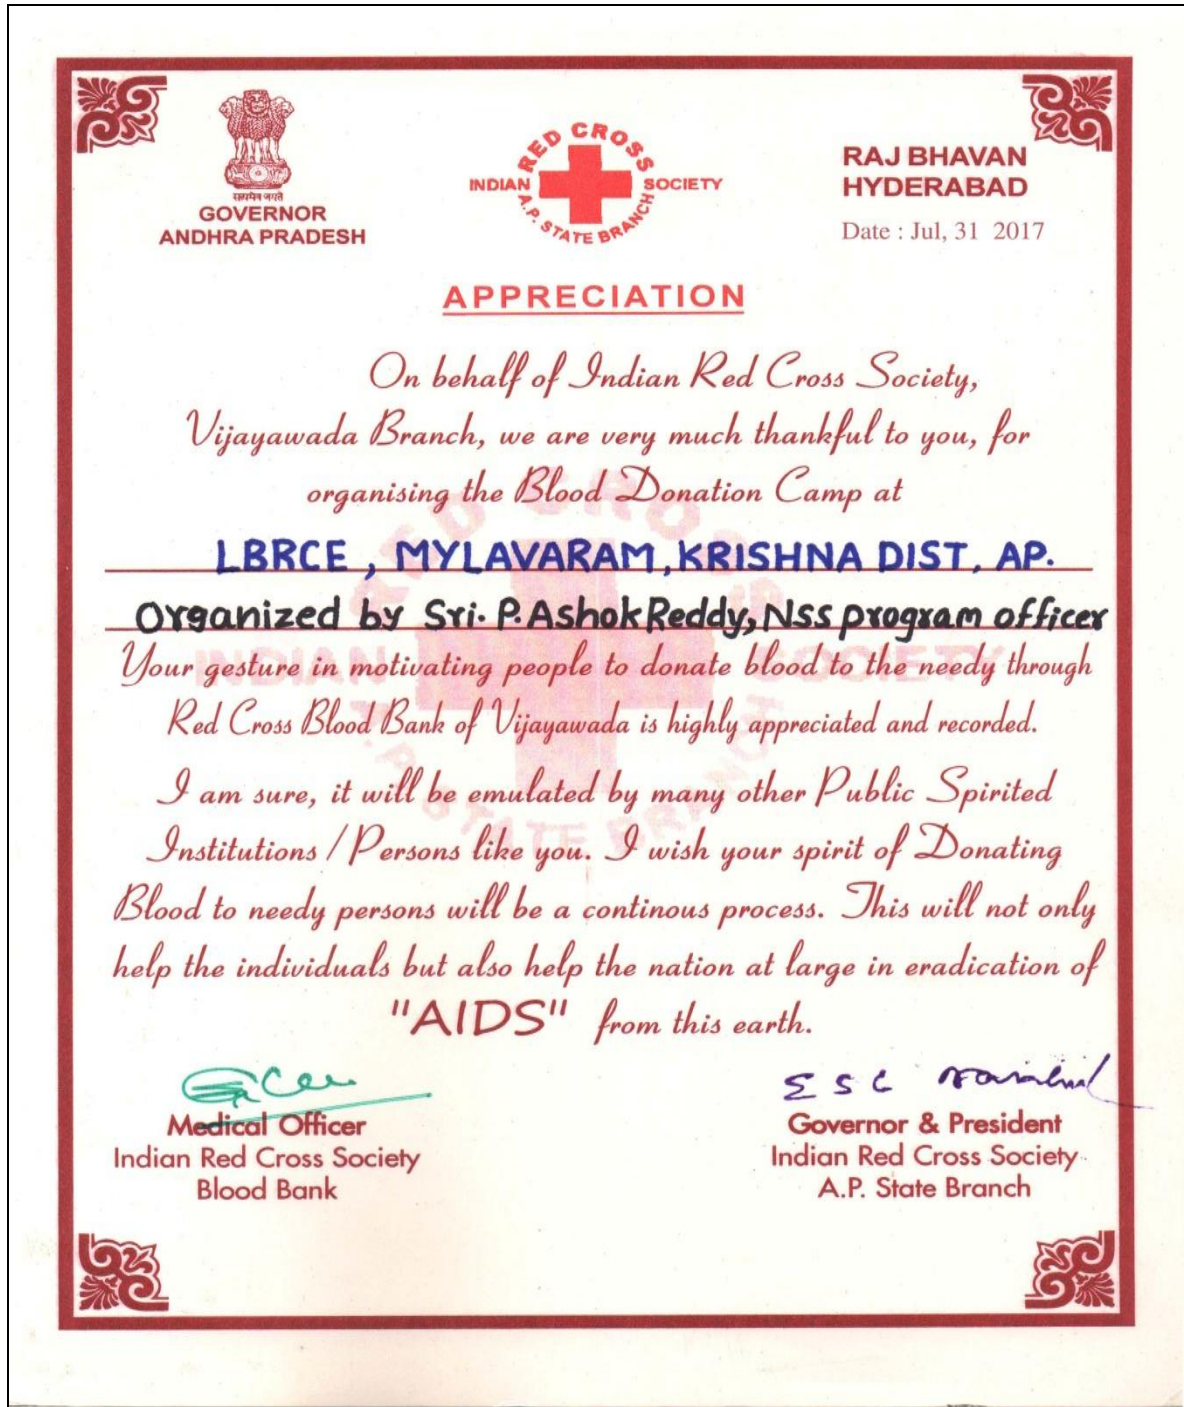 सत्यमेव जयते
GOVERNOR
ANDHRA PRADESH
RED CROSS
INDIAN SOCIETY
A.P. STATE BRANCH
RAJ BHAVAN
HYDERABAD
Date : Jul, 31 2017
APPRECIATION
On behalf of Indian Red Cross Society,
Vijayawada Branch, we are very much thankful to you, for
organising the Blood Donation Camp at
LBRCE, MYLAVARAM, KRISHNA DIST, AP.
Organized by Sri. P. Ashok Reddy, NSS program officer
Your gesture in motivating people to donate blood to the needy through
Red Cross Blood Bank of Vijayawada is highly appreciated and recorded.
I am sure, it will be emulated by many other Public Spirited
Institutions / Persons like you. I wish your spirit of Donating
Blood to needy persons will be a continous process. This will not only
help the individuals but also help the nation at large in eradication of
"AIDS" from this earth.
E S L
Medical Officer
Indian Red Cross Society
Blood Bank
Governor & President
Indian Red Cross Society
A.P. State Branch
RED CROSS
INDIAN SOCIETY
A.P. STATE BRANCH